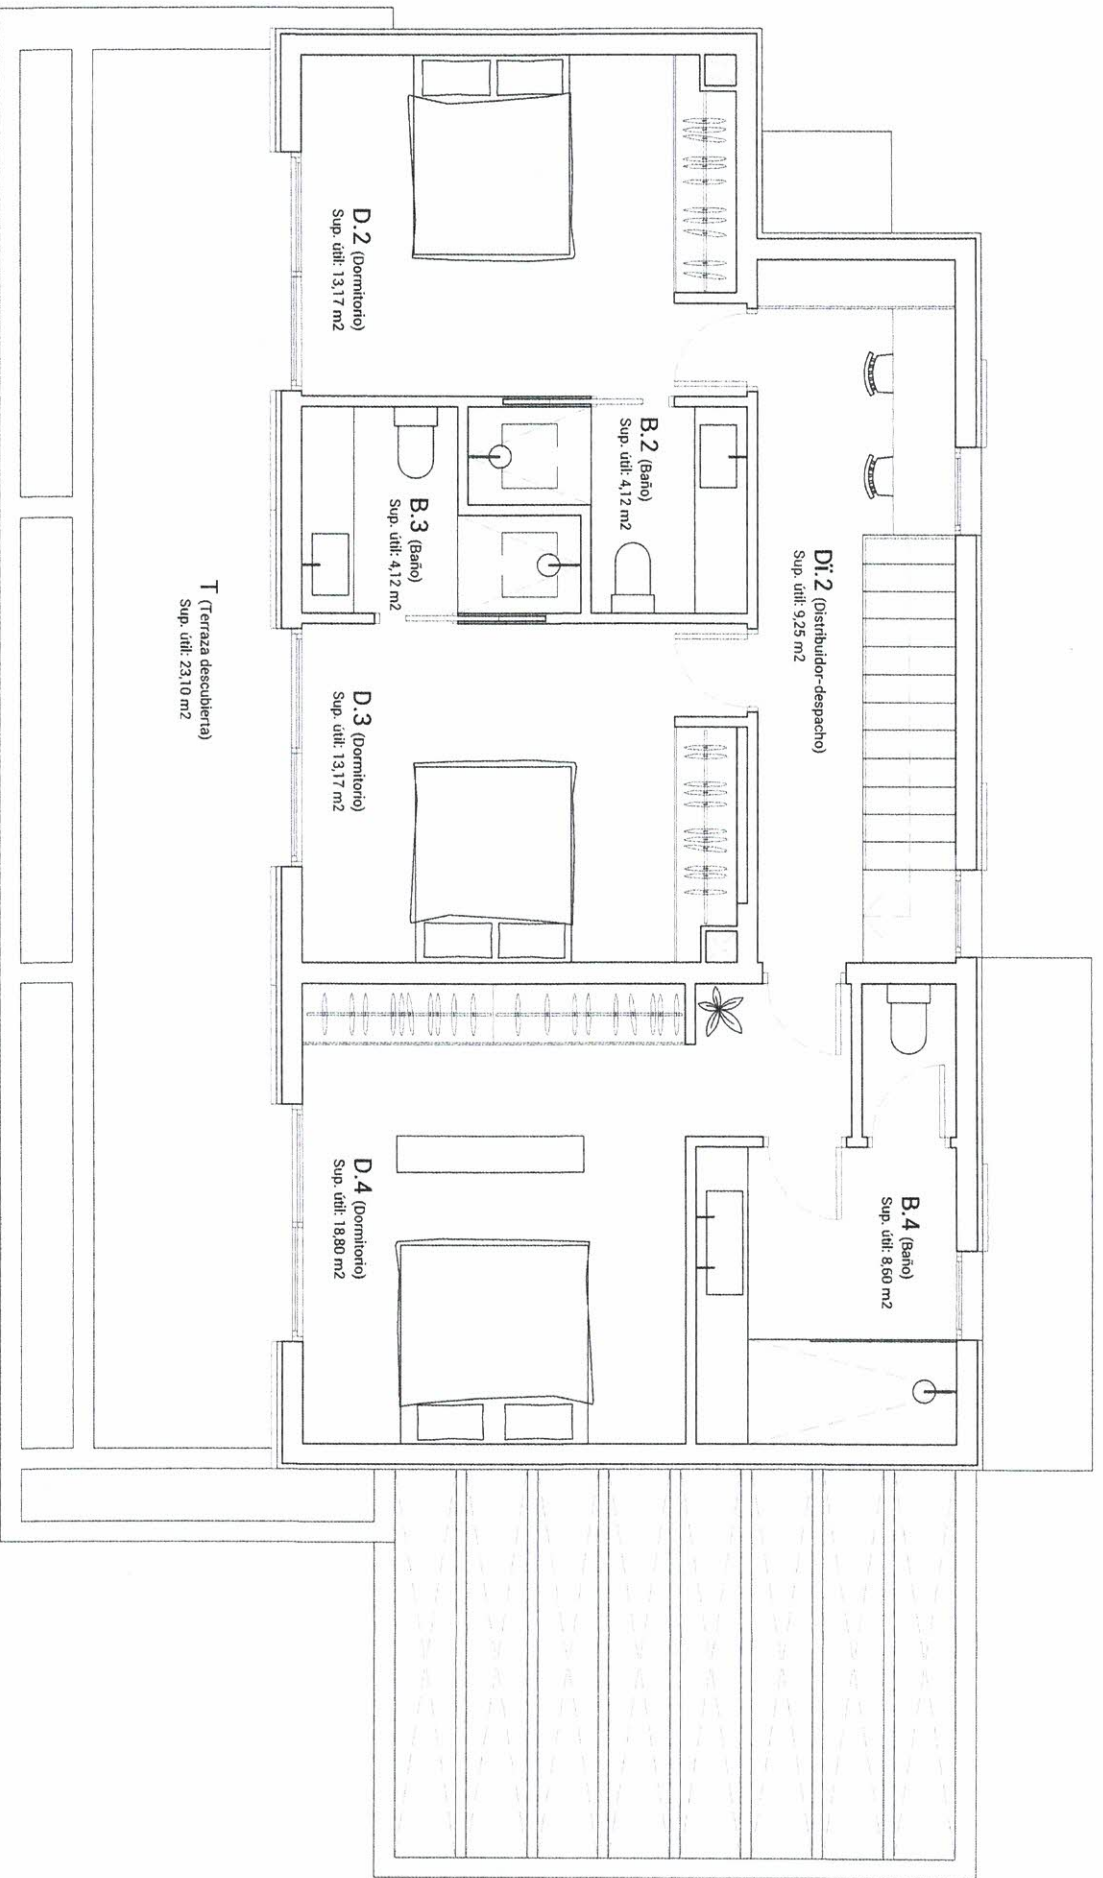 Dï.2 (Distribuidor-despacho)
Sup. útil: 9,25 m2
B.4 (Baño)
Sup. útil: 8,60 m2
B.2 (Baño)
Sup. útil: 4,12 m2
B.3 (Baño)
Sup. útil: 4,12 m2
D.2 (Dormitorio)
Sup. útil: 13,17 m2
D.3 (Dormitorio)
Sup. útil: 13,17 m2
D.4 (Dormitorio)
Sup. útil: 18,80 m2
T (Terraza descubierta)
Sup. útil: 23,10 m2